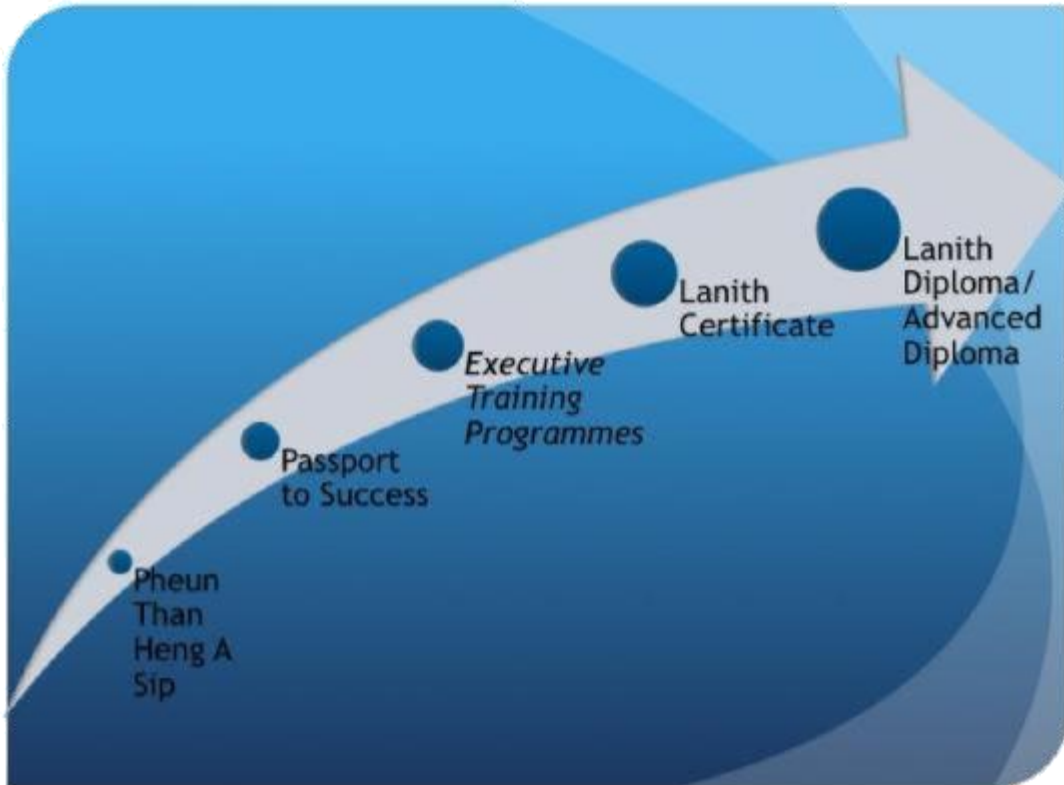 Pheun
Than
Heng A
Sip
Passport
to Success
Executive
Training
Programmes
Lanith
Certificate
Lanith
Diploma/
Advanced
Diploma